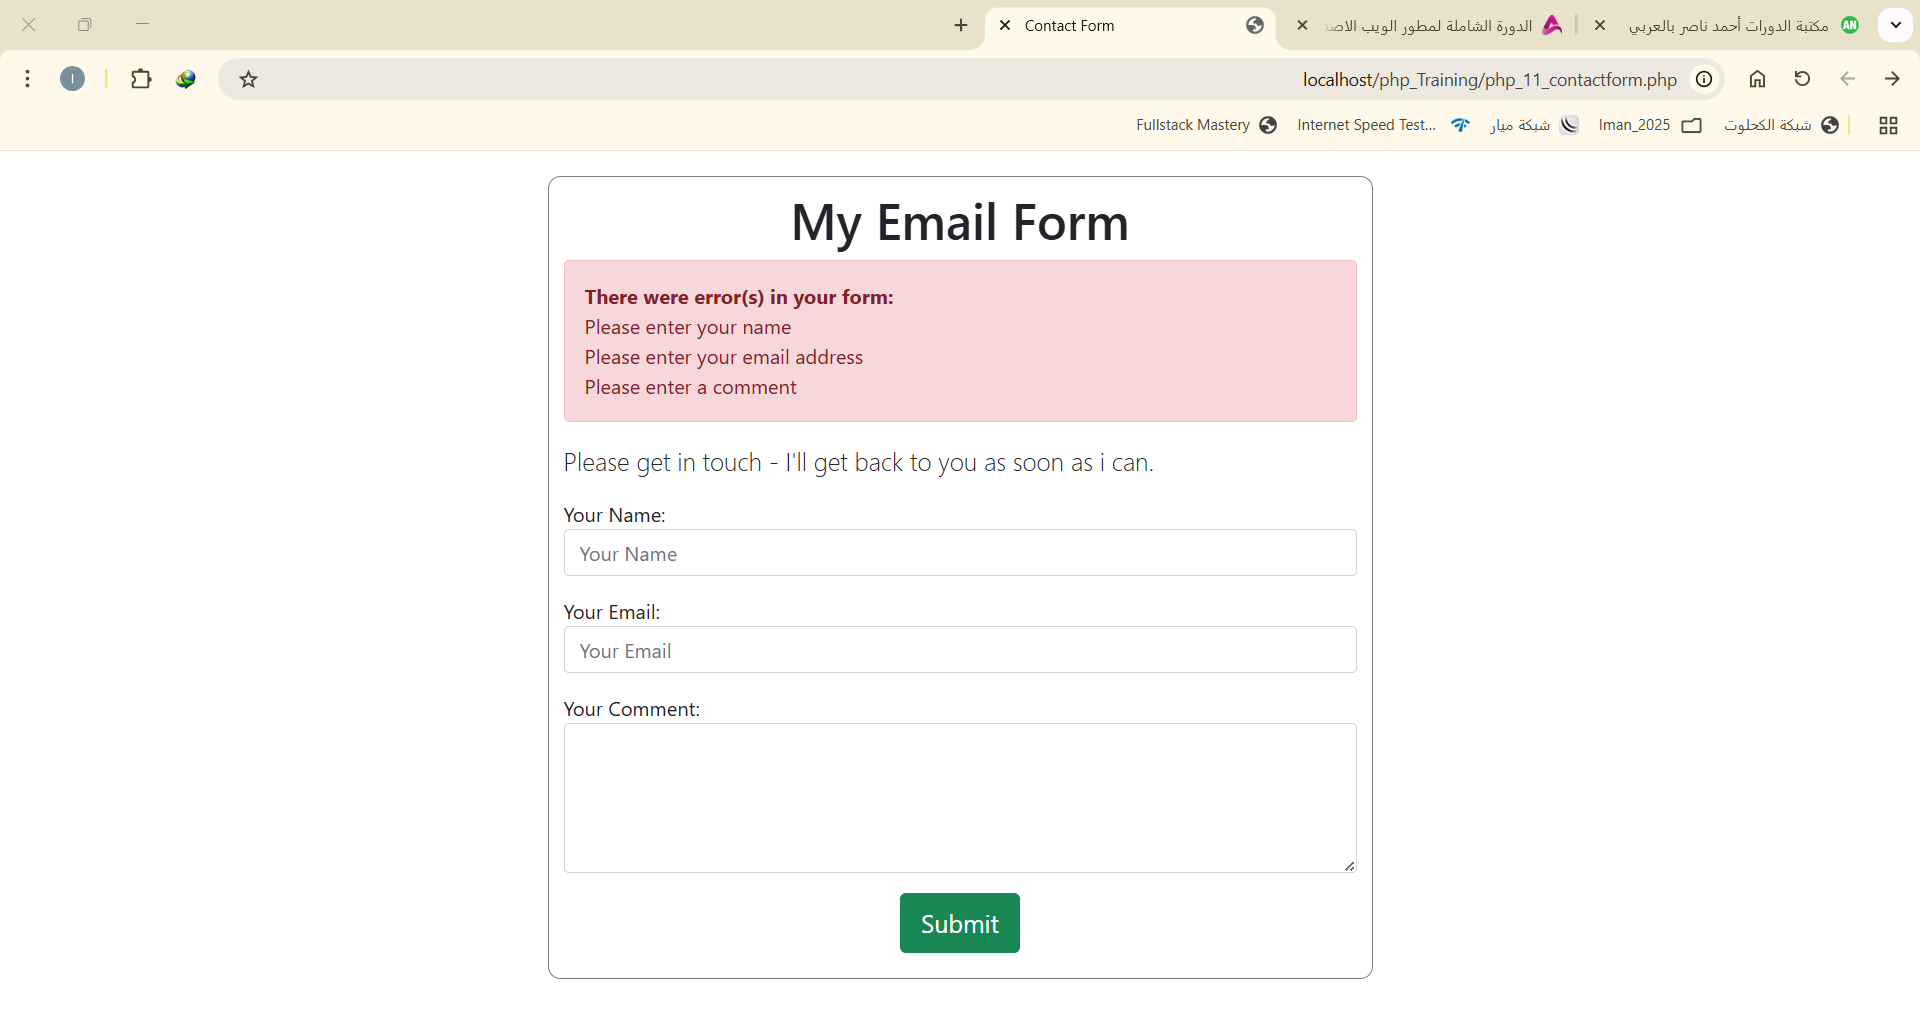 مكتبة الدورات أحمد ناصر بالعربي
الدورة الشاملة لمطور الويب الاصد
Contact Form
localhost/php_Training/php_11_contactform.php
شبكة الكحلوت
Iman_2025
شبكة ميار
Internet Speed Test...
Fullstack Mastery
My Email Form
There were error(s) in your form:
Please enter your name
Please enter your email address
Please enter a comment
Please get in touch - I'll get back to you as soon as i can.
Your Name:
Your Name
Your Email:
Your Email
Your Comment:
Submit